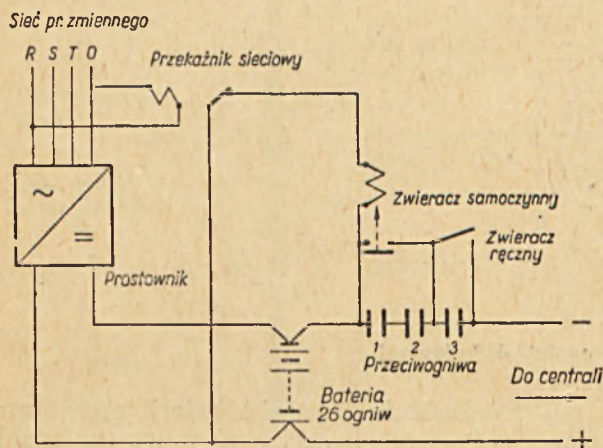 Sieć pr. zmiennego
R S T O
Przekaźnik sieciowy
~
=
Prostownik
Zwieracz samoczynny
Zwieracz
ręczny
1 2 3
Przeciwogniwa
−
Do centrali
Bateria
26 ogniw
+